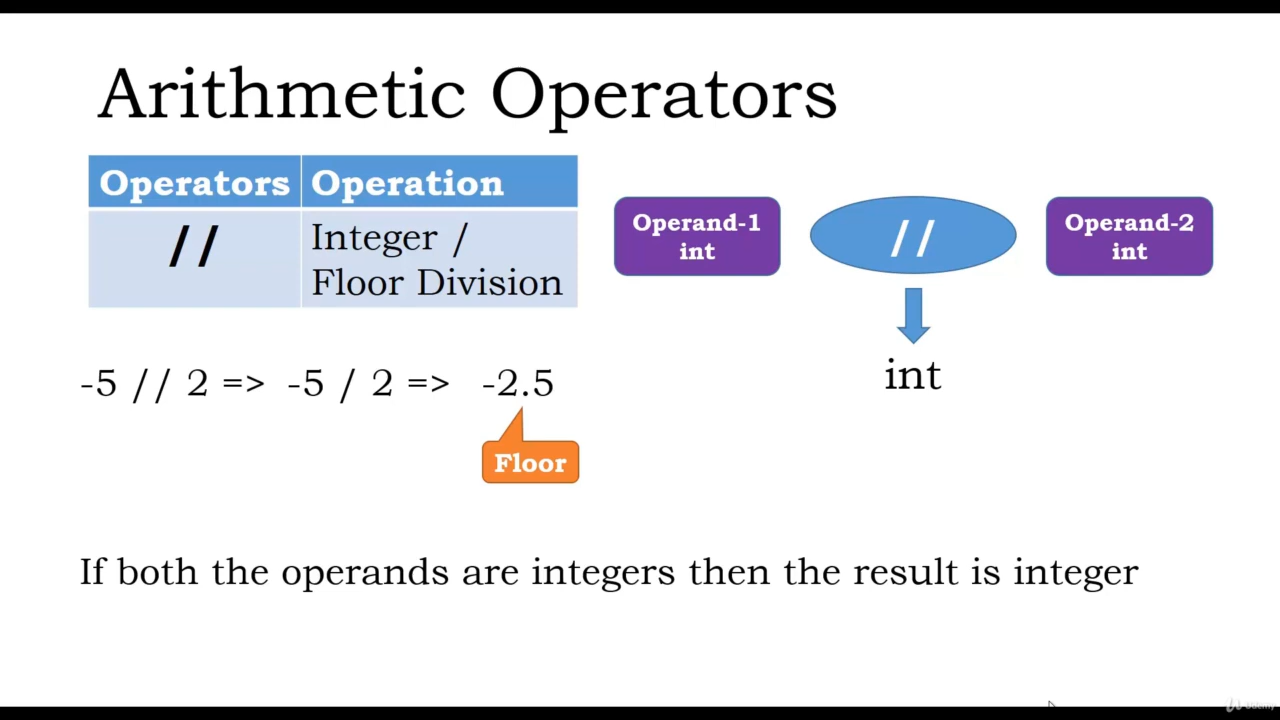 Arithmetic Operators
Operators Operation
// Integer /
Floor Division
Operand-1
int
//
Operand-2
int
int
-5 // 2 => -5 / 2 => -2.5
Floor
If both the operands are integers then the result is integer
Udemy